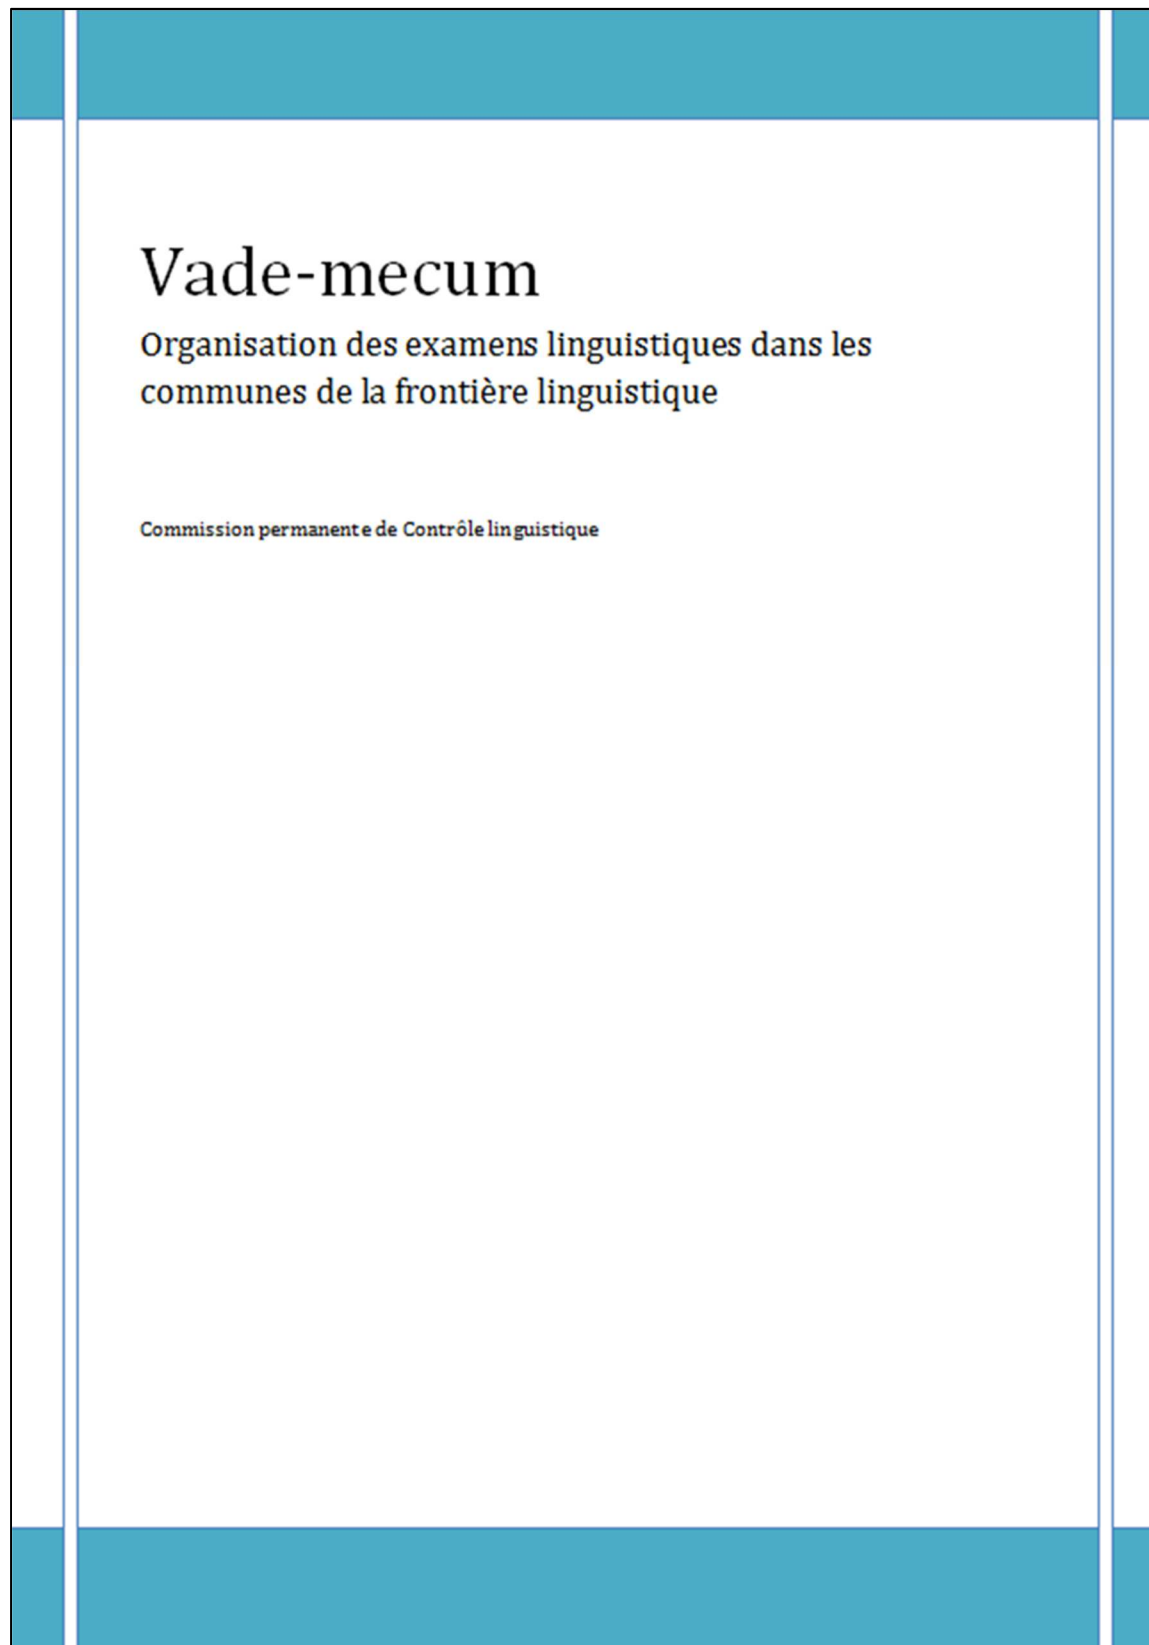 Vade-mecum
Organisation des examens linguistiques dans les
communes de la frontière linguistique
Commission permanente de Contrôle linguistique